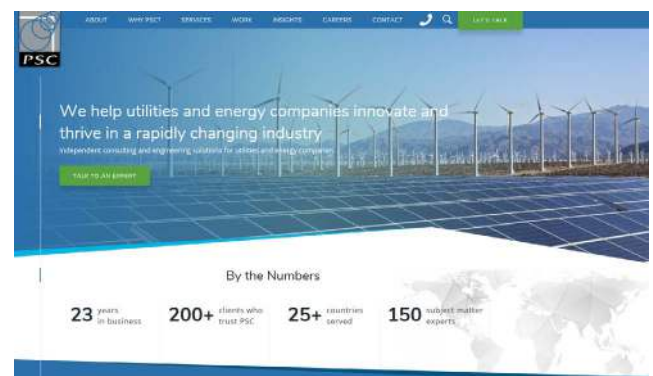 ABOUT WHY PSC? SERVICES WORK INSIGHTS CAREERS CONTACT LET'S TALK
PSC
We help utilities and energy companies innovate and
thrive in a rapidly changing industry
Independent consulting and engineering solutions for utilities and energy companies
TALK TO AN EXPERT
By the Numbers
23 years in business
200+ clients who trust PSC
25+ countries served
150 subject matter experts